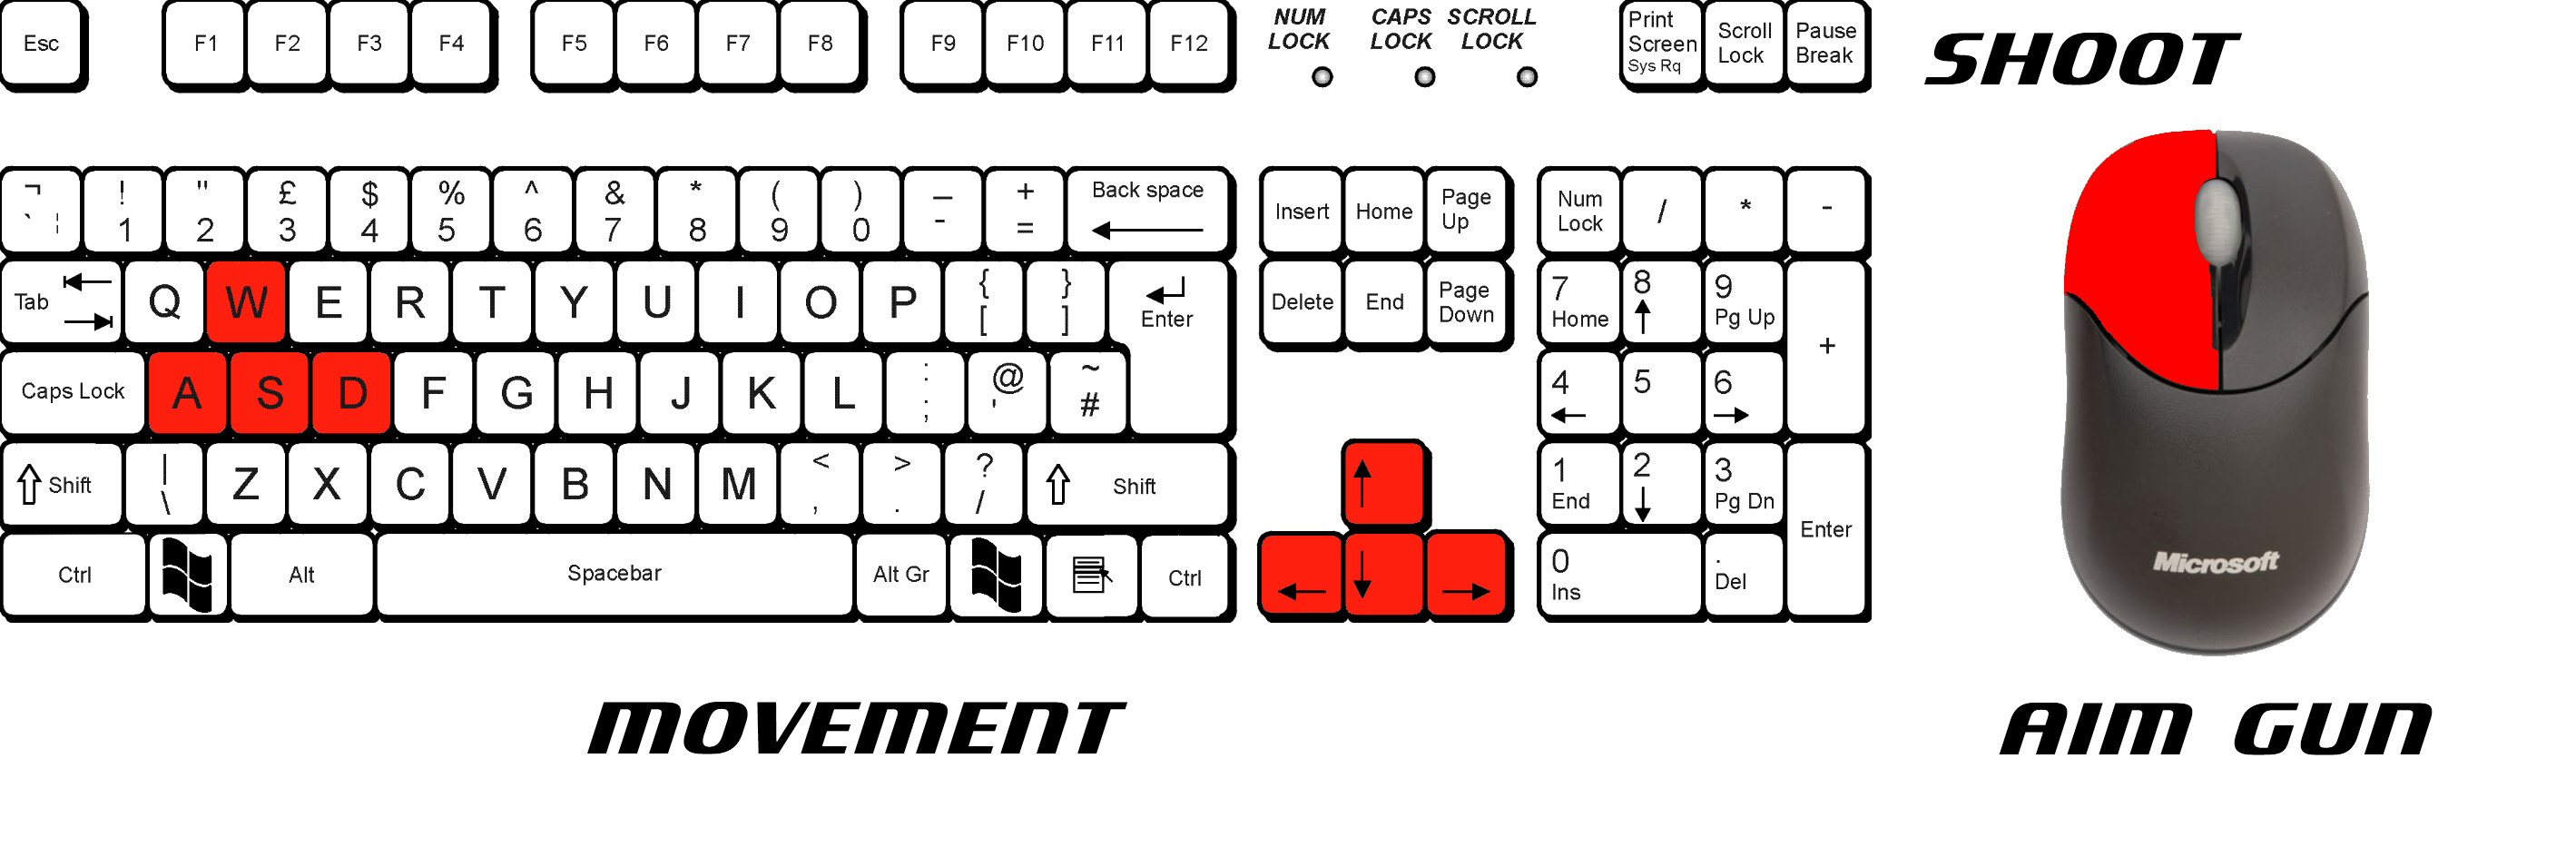 Esc F1 F2 F3 F4 F5 F6 F7 F8 F9 F10 F11 F12
NUM LOCK
CAPS LOCK
SCROLL LOCK
Print Screen Sys Rq
Scroll Lock
Pause Break
SHOOT
¬ ` ¦ ! 1 " 2 £ 3 $ 4 % 5 ^ 6 & 7 * 8 ( 9 ) 0 _ - + = Back space
Insert Home Page Up
Num Lock / * -
Tab Q W E R T Y U I O P { [ } ] Enter
Delete End Page Down
7 Home 8 9 Pg Up +
Caps Lock A S D F G H J K L : ; @ ' ~ #
4 5 6
Shift | \ Z X C V B N M < , > . ? / Shift
1 End 2 3 Pg Dn Enter
Ctrl Alt Spacebar Alt Gr Ctrl
0 Ins . Del
Microsoft
MOVEMENT
AIM GUN